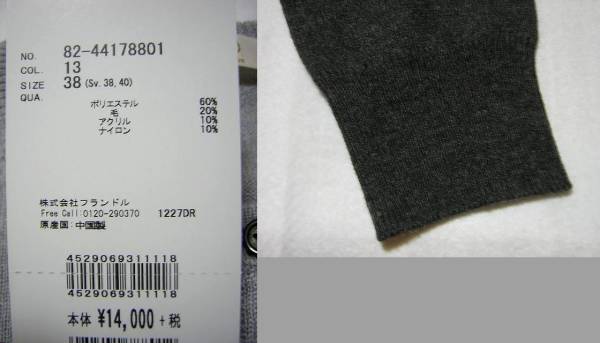 NO. 82-44178801
COL. 13
SIZE 38 (Sv. 38, 40)
QUA.
ポリエステル 60%
毛 20%
アクリル 10%
ナイロン 10%
株式会社フランドル
Free Call:0120-290370 1227DR
原産国:中国製
4529069311118
4529069311118
本体 ¥14,000 +税